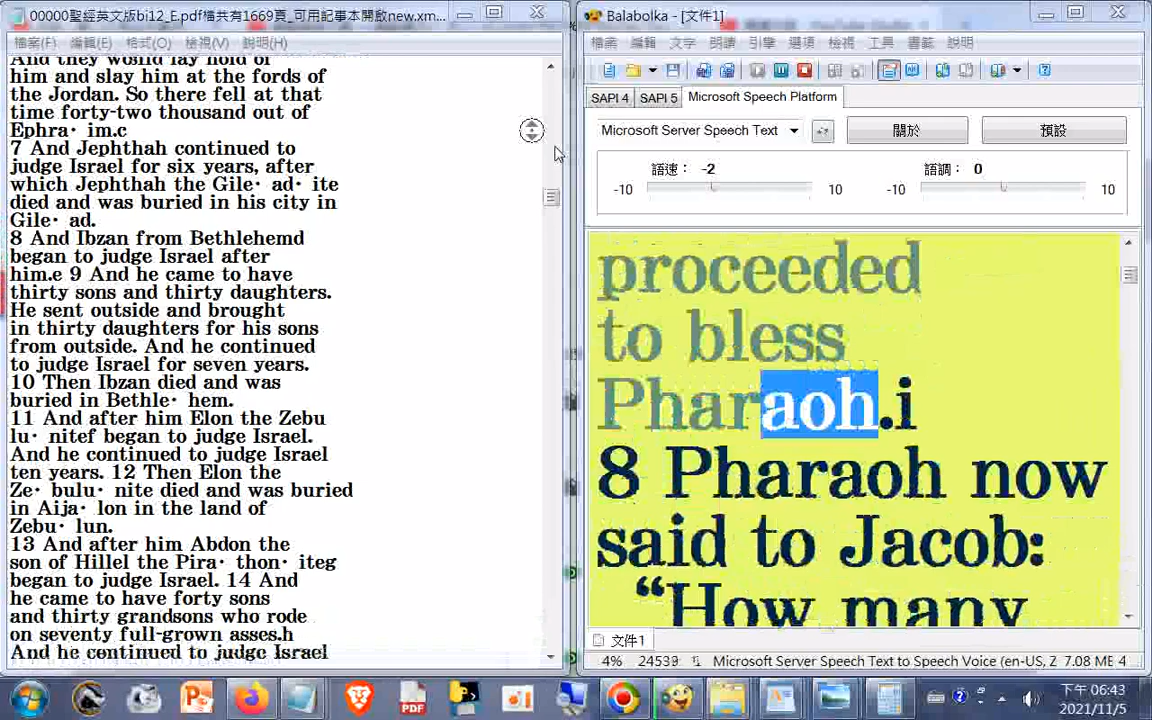 00000聖經英文版bi12_E.pdf檔共有1669頁_可用記事本開啟new.xm...
檔案(F) 編輯(E) 格式(O) 檢視(V) 說明(H)
And they would lay hold of
him and slay him at the fords of
the Jordan. So there fell at that
time forty-two thousand out of
Ephra· im.c
7 And Jephthah continued to
judge Israel for six years, after
which Jephthah the Gile· ad· ite
died and was buried in his city in
Gile· ad.
8 And Ibzan from Bethlehemd
began to judge Israel after
him.e 9 And he came to have
thirty sons and thirty daughters.
He sent outside and brought
in thirty daughters for his sons
from outside. And he continued
to judge Israel for seven years.
10 Then Ibzan died and was
buried in Bethle· hem.
11 And after him Elon the Zebu
lu· nitef began to judge Israel.
And he continued to judge Israel
ten years. 12 Then Elon the
Ze· bulu· nite died and was buried
in Aija· lon in the land of
Zebu· lun.
13 And after him Abdon the
son of Hillel the Pira· thon· iteg
began to judge Israel. 14 And
he came to have forty sons
and thirty grandsons who rode
on seventy full-grown asses.h
And he continued to judge Israel
Balabolka - [文件1]
檔案 編輯 文字 朗讀 引擎 選項 檢視 工具 書籤 說明
SAPI 4 SAPI 5 Microsoft Speech Platform
Microsoft Server Speech Text 關於 預設
語速： -2 語調： 0
-10 10 -10 10
proceeded
to bless
Pharaoh.i
8 Pharaoh now
said to Jacob:
“How many
文件1
4% 24539 Microsoft Server Speech Text to Speech Voice (en-US, Z 7.08 ME 4
PDF
下午 06:43
2021/11/5